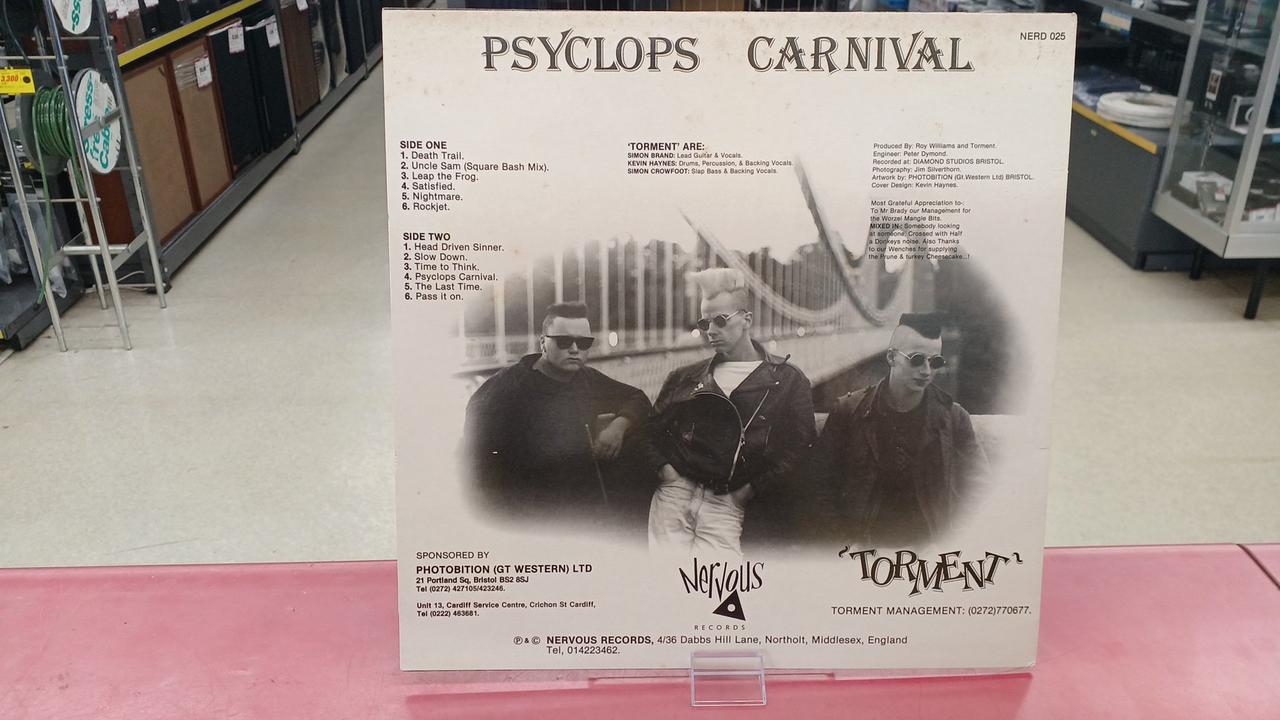 PSYCLOPS CARNIVAL
NERD 025
SIDE ONE
1. Death Trail.
2. Uncle Sam (Square Bash Mix).
3. Leap the Frog.
4. Satisfied.
5. Nightmare.
6. Rockjet.
SIDE TWO
1. Head Driven Sinner.
2. Slow Down.
3. Time to Think.
4. Psyclops Carnival.
5. The Last Time.
6. Pass it on.
'TORMENT' ARE:
SIMON BRAND: Lead Guitar & Vocals.
KEVIN HAYNES: Drums, Percussion, & Backing Vocals.
SIMON CROWFOOT: Slap Bass & Backing Vocals.
Produced By: Roy Williams and Torment.
Engineer: Peter Dymond.
Recorded at: DIAMOND STUDIOS BRISTOL.
Photography: Jim Silverthorn.
Artwork by: PHOTOBITION (Gt.Western Ltd) BRISTOL.
Cover Design: Kevin Haynes.
Most Grateful Appreciation to-:
To Mr Brady our Management for
the Worzel Mangle Bits.
MIXED IN-: Somebody looking
at someone, Crossed with Half
a Donkeys noise. Also Thanks
to our Wenches for supplying
the Prune & turkey Cheesecake..!
SPONSORED BY
PHOTOBITION (GT WESTERN) LTD
21 Portland Sq, Bristol BS2 8SJ
Tel (0272) 427105/423246.
Unit 13, Cardiff Service Centre, Crichon St Cardiff,
Tel (0222) 463681.
Nervous
RECORDS
'TORMENT'
TORMENT MANAGEMENT: (0272)770677.
℗ & © NERVOUS RECORDS, 4/36 Dabbs Hill Lane, Northolt, Middlesex, England
Tel, 014223462.